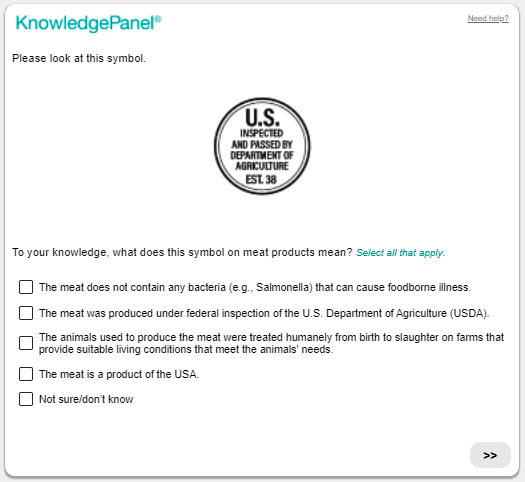 KnowledgePanel®
Need help?
Please look at this symbol.
U.S.
INSPECTED
AND PASSED BY
DEPARTMENT OF
AGRICULTURE
EST. 38
To your knowledge, what does this symbol on meat products mean? Select all that apply.
The meat does not contain any bacteria (e.g., Salmonella) that can cause foodborne illness.
The meat was produced under federal inspection of the U.S. Department of Agriculture (USDA).
The animals used to produce the meat were treated humanely from birth to slaughter on farms that
provide suitable living conditions that meet the animals' needs.
The meat is a product of the USA.
Not sure/don't know
>>